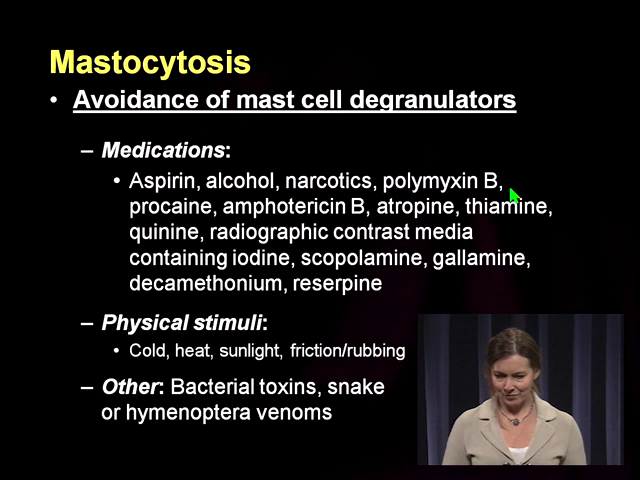 Mastocytosis
• Avoidance of mast cell degranulators
– Medications:
• Aspirin, alcohol, narcotics, polymyxin B,
procaine, amphotericin B, atropine, thiamine,
quinine, radiographic contrast media
containing iodine, scopolamine, gallamine,
decamethonium, reserpine
– Physical stimuli:
• Cold, heat, sunlight, friction/rubbing
– Other: Bacterial toxins, snake
or hymenoptera venoms